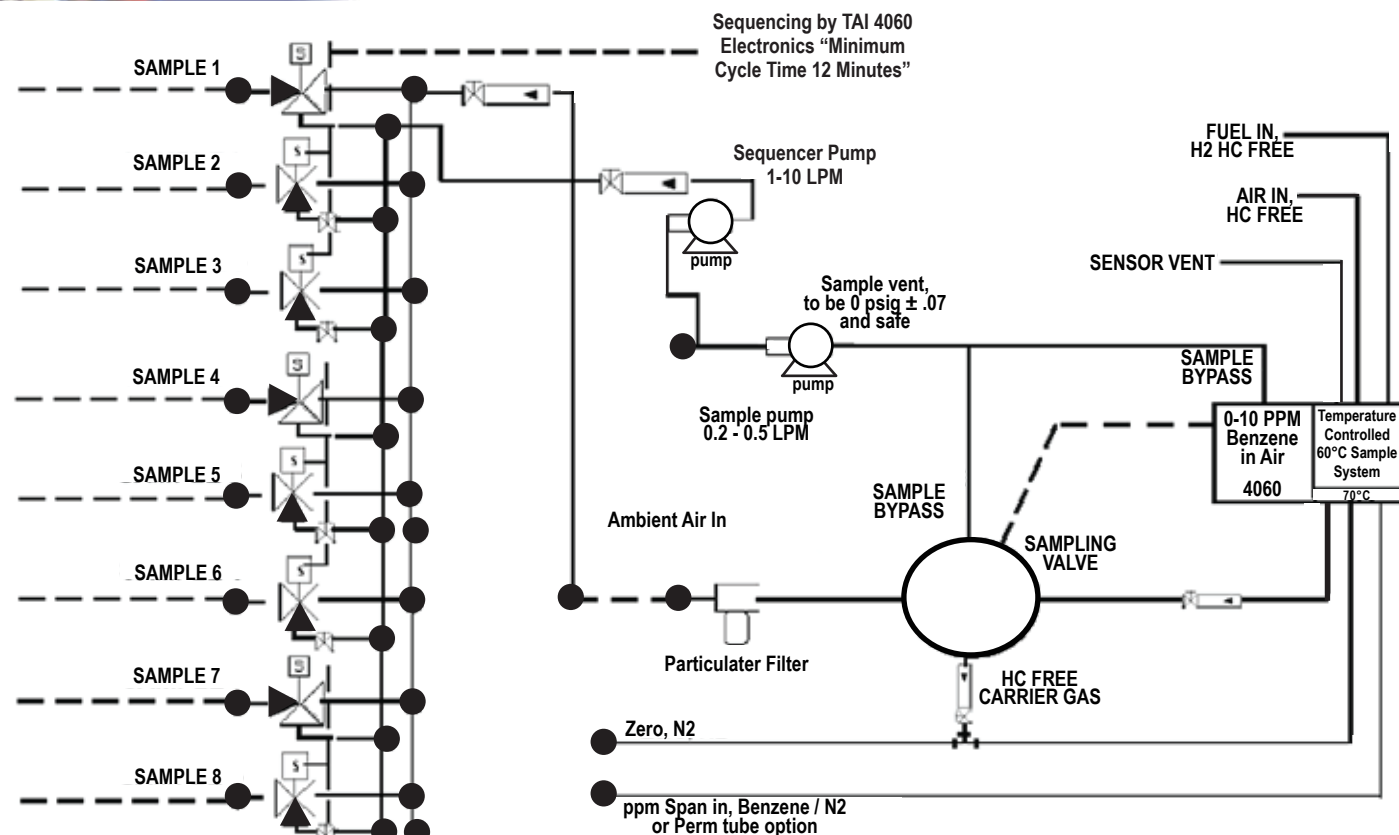 Sequencing by TAI 4060
Electronics “Minimum
Cycle Time 12 Minutes”
SAMPLE 1
S
SAMPLE 2
S
SAMPLE 3
S
SAMPLE 4
S
SAMPLE 5
S
SAMPLE 6
S
SAMPLE 7
S
SAMPLE 8
S
Sequencer Pump
1-10 LPM
pump
Sample vent,
to be 0 psig ± .07
and safe
pump
Sample pump
0.2 - 0.5 LPM
FUEL IN,
H2 HC FREE
AIR IN,
HC FREE
SENSOR VENT
SAMPLE
BYPASS
0-10 PPM
Benzene
in Air
4060
Temperature
Controlled
60°C Sample
System
70°C
SAMPLE
BYPASS
Ambient Air In
SAMPLING
VALVE
Particulater Filter
HC FREE
CARRIER GAS
Zero, N2
ppm Span in, Benzene / N2
or Perm tube option